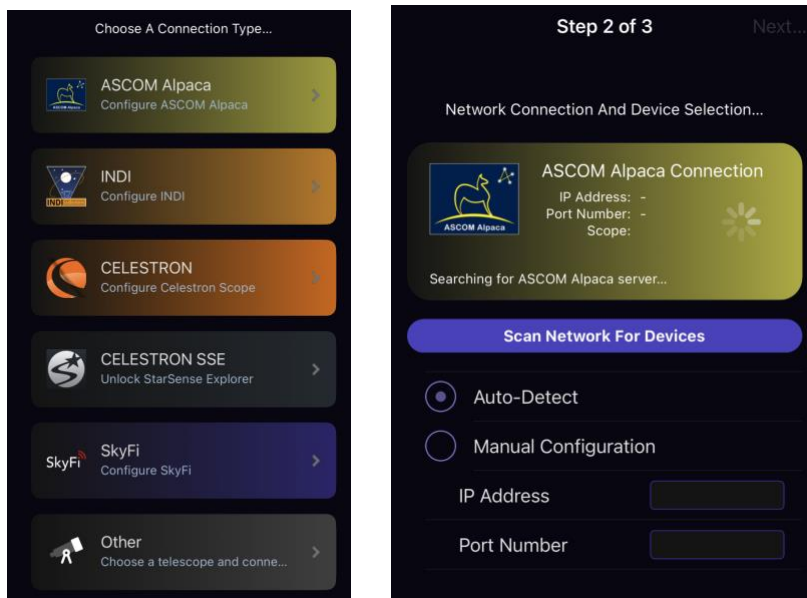 Choose A Connection Type...
ASCOM Alpaca
ASCOM Alpaca
Configure ASCOM Alpaca
INDI
INDI
Configure INDI
CELESTRON
Configure Celestron Scope
CELESTRON SSE
Unlock StarSense Explorer
SkyFi
SkyFi
Configure SkyFi
Other
Choose a telescope and conne...
Step 2 of 3
Next...
Network Connection And Device Selection...
ASCOM Alpaca
ASCOM Alpaca Connection
IP Address: -
Port Number: -
Scope:
Searching for ASCOM Alpaca server...
Scan Network For Devices
Auto-Detect
Manual Configuration
IP Address
Port Number